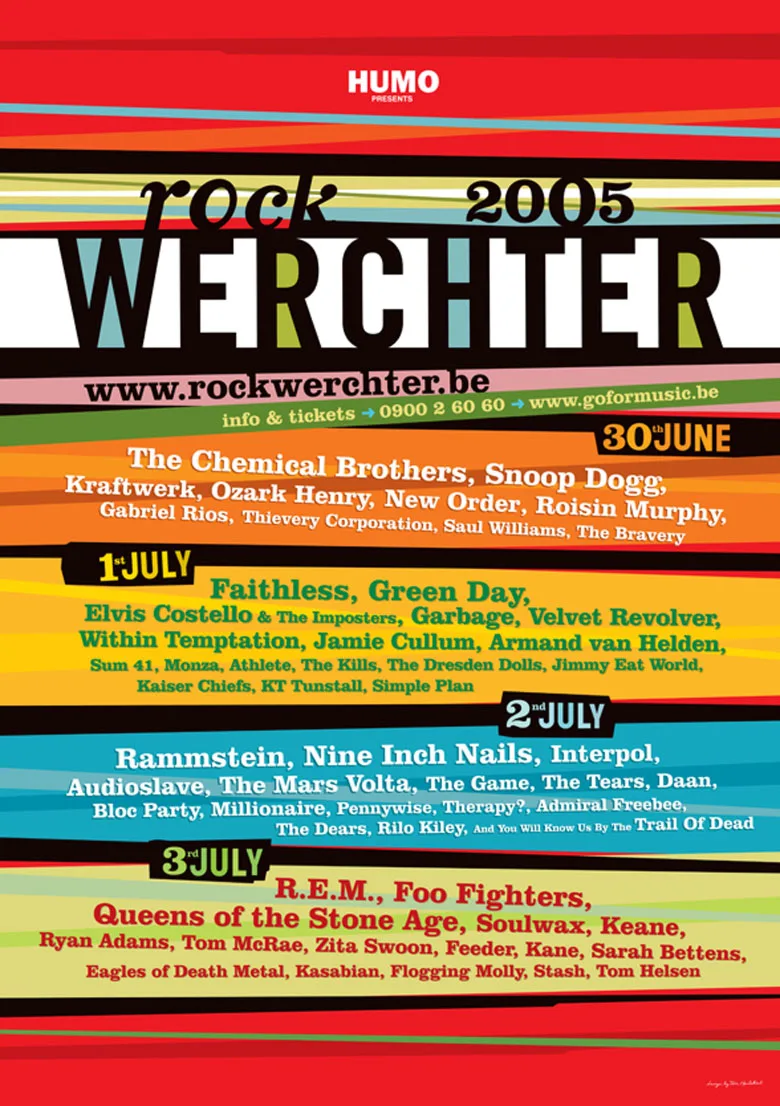 HUMO
PRESENTS
rock 2005
WERCHTER
www.rockwerchter.be
info & tickets → 0900 2 60 60 → www.goformusic.be
30th JUNE
The Chemical Brothers, Snoop Dogg,
Kraftwerk, Ozark Henry, New Order, Roisin Murphy,
Gabriel Rios, Thievery Corporation, Saul Williams, The Bravery
1st JULY
Faithless, Green Day,
Elvis Costello & The Imposters, Garbage, Velvet Revolver,
Within Temptation, Jamie Cullum, Armand van Helden,
Sum 41, Monza, Athlete, The Kills, The Dresden Dolls, Jimmy Eat World,
Kaiser Chiefs, KT Tunstall, Simple Plan
2nd JULY
Rammstein, Nine Inch Nails, Interpol,
Audioslave, The Mars Volta, The Game, The Tears, Daan,
Bloc Party, Millionaire, Pennywise, Therapy?, Admiral Freebee,
The Dears, Rilo Kiley, And You Will Know Us By The Trail Of Dead
3rd JULY
R.E.M., Foo Fighters,
Queens of the Stone Age, Soulwax, Keane,
Ryan Adams, Tom McRae, Zita Swoon, Feeder, Kane, Sarah Bettens,
Eagles of Death Metal, Kasabian, Flogging Molly, Stash, Tom Helsen